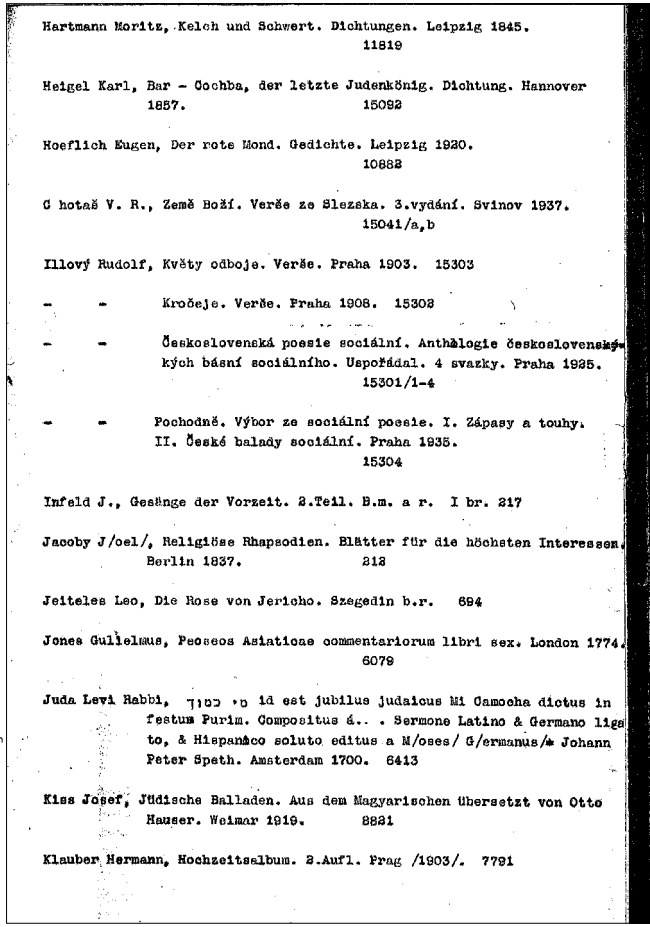 Hartmann Moritz, Kelch und Schwert. Dichtungen. Leipzig 1845.
11819
Heigel Karl, Bar - Cochba, der letzte Judenkönig. Dichtung. Hannover
1857. 15092
Hoeflich Eugen, Der rote Mond. Gedichte. Leipzig 1920.
10882
C hotaš V. R., Země Boží. Verše ze Slezska. 3.vydání. Svinov 1937.
15041/a,b
Illový Rudolf, Květy odboje. Verše. Praha 1903. 15303
- - Kročeje. Verše. Praha 1908. 15302
- - Československá poesie sociální. Anthologie československý-
kých básní sociálního. Uspořádal. 4 svazky. Praha 1925.
15301/1-4
- - Pochodně. Výbor ze sociální poesie. I. Zápasy a touhy.
II. České balady sociální. Praha 1935.
15304
Infeld J., Gesänge der Vorzeit. 2.Teil. B.m. a r. I br. 217
Jacoby J/oel/, Religiöse Rhapsodien. Blätter für die höchsten Interessen.
Berlin 1837. 212
Jeiteles Leo, Die Rose von Jericho. Szegedin b.r. 694
Jones Gulielmus, Peoseos Asiaticae commentariorum libri sex. London 1774.
6079
Juda Levi Rabbi, מי כמוך id est jubilus judaicus Mi Camocha dictus in
festum Purim. Compositus á.. . Sermone Latino & Germano liga
to, & Hispanico soluto editus a M/oses/ G/ermanus/ Johann
Peter Speth. Amsterdam 1700. 6413
Kiss Josef, Jüdische Balladen. Aus dem Magyarischen übersetzt von Otto
Hauser. Weimar 1919. 8821
Klauber Hermann, Hochzeitsalbum. 2.Aufl. Prag /1903/. 7791